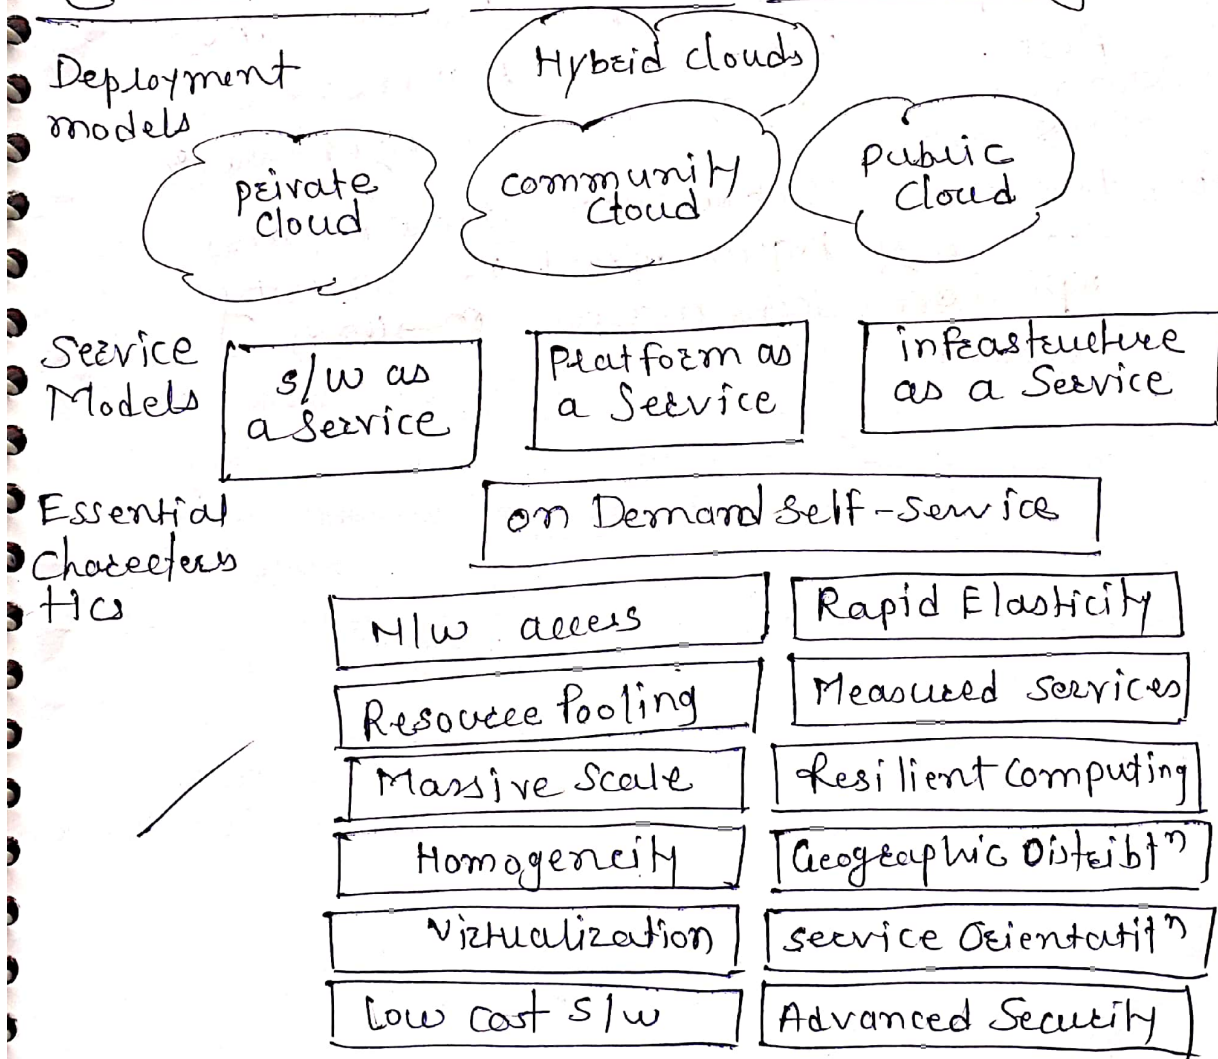 Deployment
models
Hybrid clouds
private
cloud
community
cloud
public
cloud
Service
Models
s/w as
a service
Platform as
a Service
infrastructure
as a Service
Essential
Charecters
tics
on Demand Self-Service
N/w access
Rapid Elasticity
Resource Pooling
Measured services
Massive Scale
Resilient Computing
Homogeneity
Geographic Distribtn
Virtualization
service Orientatitn
Low cost s/w
Advanced Security